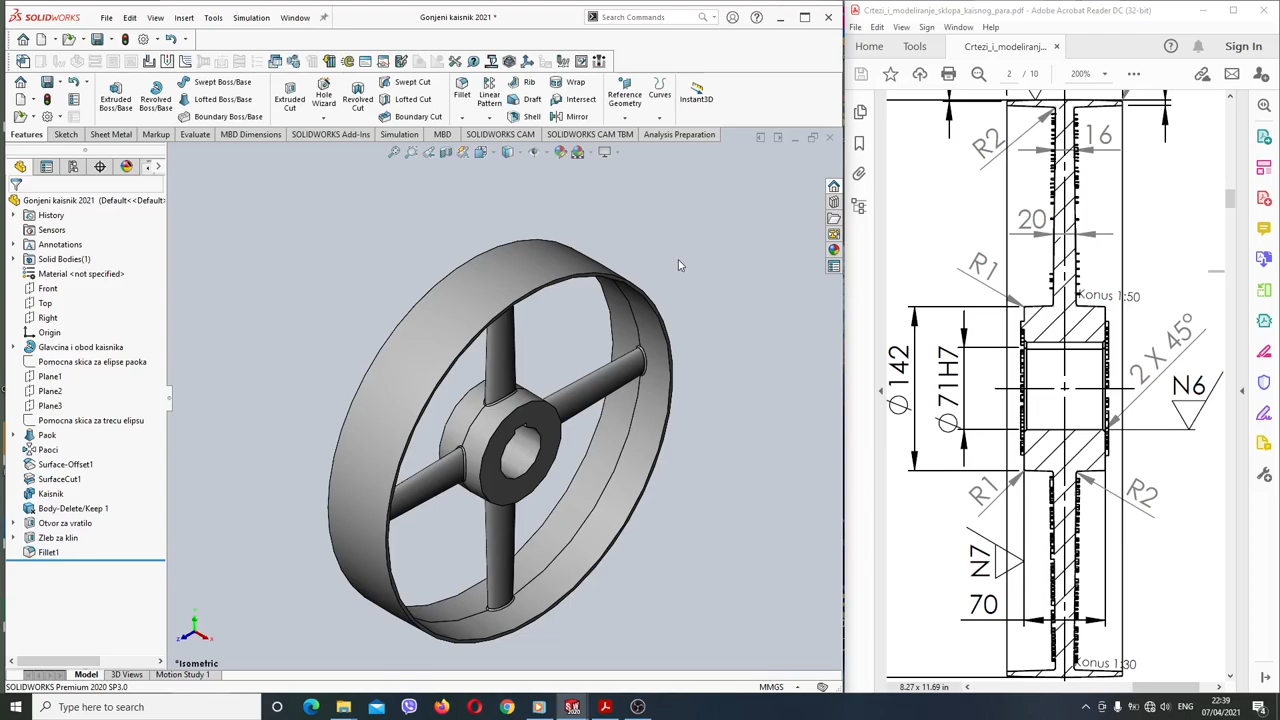 File Edit View Insert Tools Simulation Window
Gonjeni kaisnik 2021 *
Search Commands
Extruded Boss/Base
Revolved Boss/Base
Swept Boss/Base
Lofted Boss/Base
Boundary Boss/Base
Extruded Cut
Hole Wizard
Revolved Cut
Swept Cut
Lofted Cut
Boundary Cut
Fillet
Linear Pattern
Rib
Draft
Shell
Wrap
Intersect
Mirror
Reference Geometry
Curves
Instant3D
Features Sketch Sheet Metal Markup Evaluate MBD Dimensions SOLIDWORKS Add-Ins Simulation MBD SOLIDWORKS CAM SOLIDWORKS CAM TBM Analysis Preparation
Gonjeni kaisnik 2021 (Default<<Default>
History
Sensors
Annotations
Solid Bodies(1)
Material <not specified>
Front
Top
Right
Origin
Glavcina i obod kaisnika
Pomocna skica za elipse paoka
Plane1
Plane2
Plane3
Pomocna skica za trecu elipsu
Paok
Paoci
Surface-Offset1
SurfaceCut1
Kaisnik
Body-Delete/Keep 1
Otvor za vratilo
Zleb za klin
Fillet1
z
x
*Isometric
Model 3D Views Motion Study 1
SOLIDWORKS Premium 2020 SP3.0
MMGS
Crtezi_i_modeliranje_sklopa_kaisnog_para.pdf - Adobe Acrobat Reader DC (32-bit)
File Edit View Sign Window Help
Home Tools Crtezi_i_modeliranj... Sign In
2 / 10 200%
R2
16
20
R1
Konus 1:50
Ø 142
Ø 71H7
2 X 45°
N6
R1
R2
N7
70
Konus 1:30
8.27 x 11.69 in
Type here to search
ENG
22:39
07/04/2021